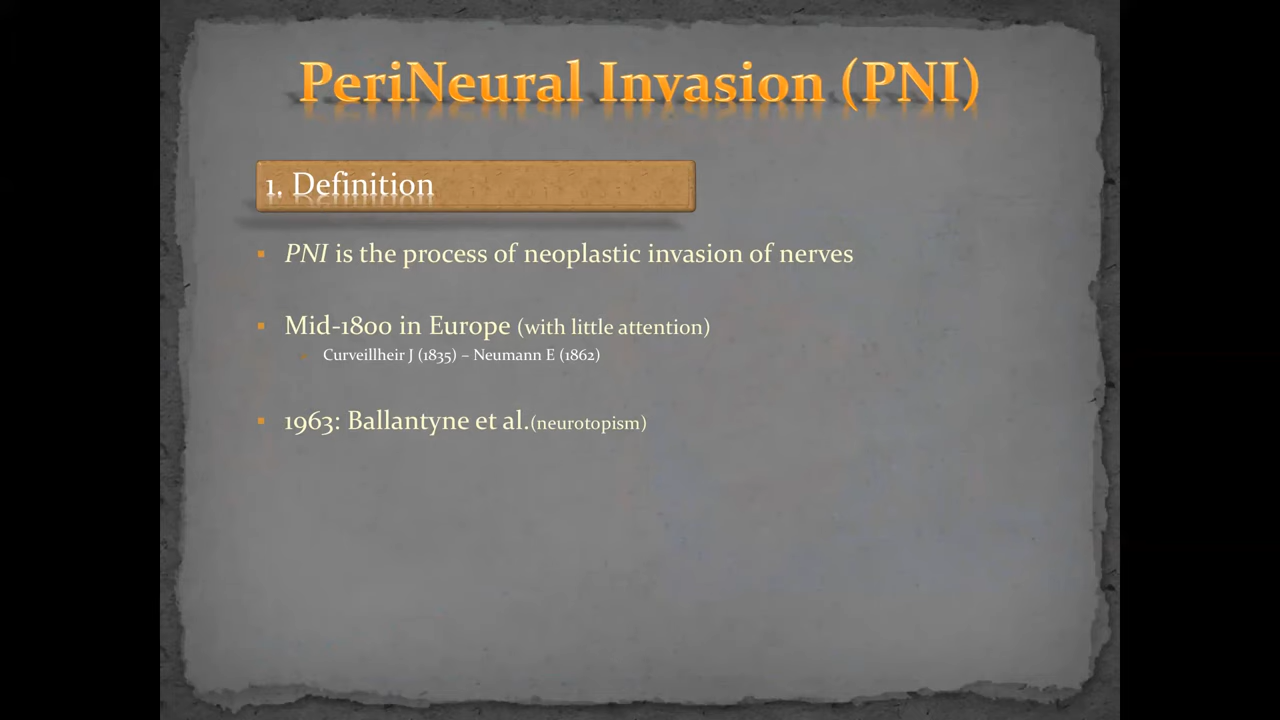 PeriNeural Invasion (PNI)
1. Definition
PNI is the process of neoplastic invasion of nerves
Mid-1800 in Europe (with little attention)
Curveillheir J (1835) – Neumann E (1862)
1963: Ballantyne et al.(neurotopism)